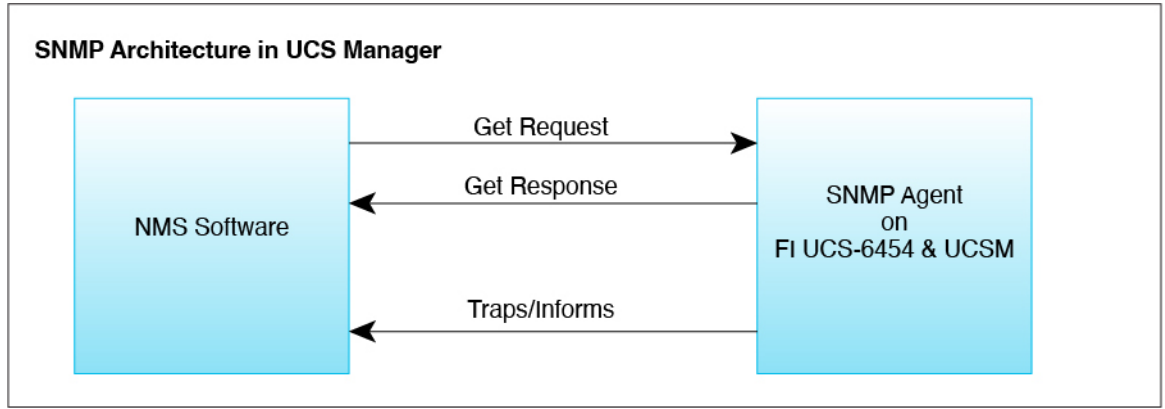 SNMP Architecture in UCS Manager
Get Request
Get Response
NMS Software
SNMP Agent
on
FI UCS-6454 & UCSM
Traps/Informs